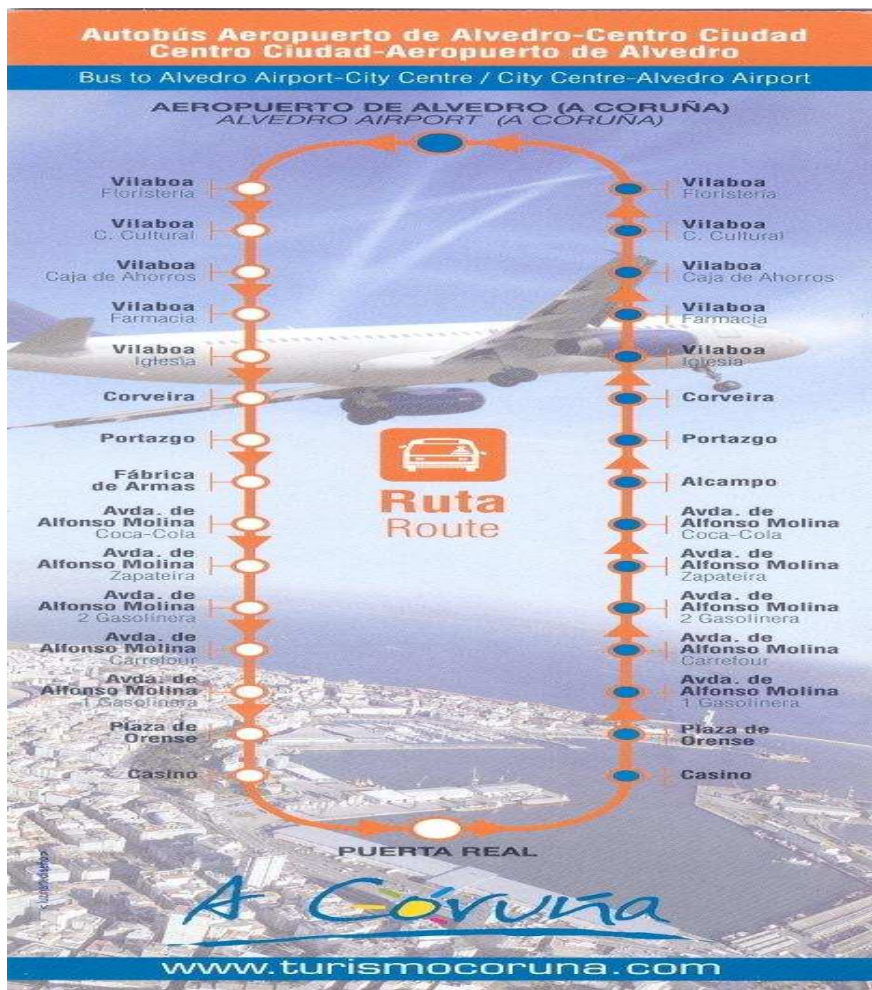 Autobús Aeropuerto de Alvedro-Centro Ciudad
Centro Ciudad-Aeropuerto de Alvedro
Bus to Alvedro Airport-City Centre / City Centre-Alvedro Airport
AEROPUERTO DE ALVEDRO (A CORUÑA)
ALVEDRO AIRPORT (A CORUÑA)
Vilaboa
Floristería
Vilaboa
C. Cultural
Vilaboa
Caja de Ahorros
Vilaboa
Farmacia
Vilaboa
Iglesia
Corveira
Portazgo
Fábrica
de Armas
Avda. de
Alfonso Molina
Coca-Cola
Avda. de
Alfonso Molina
Zapateira
Avda. de
Alfonso Molina
2 Gasolinera
Avda. de
Alfonso Molina
Carrefour
Avda. de
Alfonso Molina
1 Gasolinera
Plaza de
Orense
Casino
Ruta
Route
Vilaboa
Floristería
Vilaboa
C. Cultural
Vilaboa
Caja de Ahorros
Vilaboa
Farmacia
Vilaboa
Iglesia
Corveira
Portazgo
Alcampo
Avda. de
Alfonso Molina
Coca-Cola
Avda. de
Alfonso Molina
Zapateira
Avda. de
Alfonso Molina
2 Gasolinera
Avda. de
Alfonso Molina
Carrefour
Avda. de
Alfonso Molina
1 Gasolinera
Plaza de
Orense
Casino
PUERTA REAL
A Coruña
www.turismocoruna.com